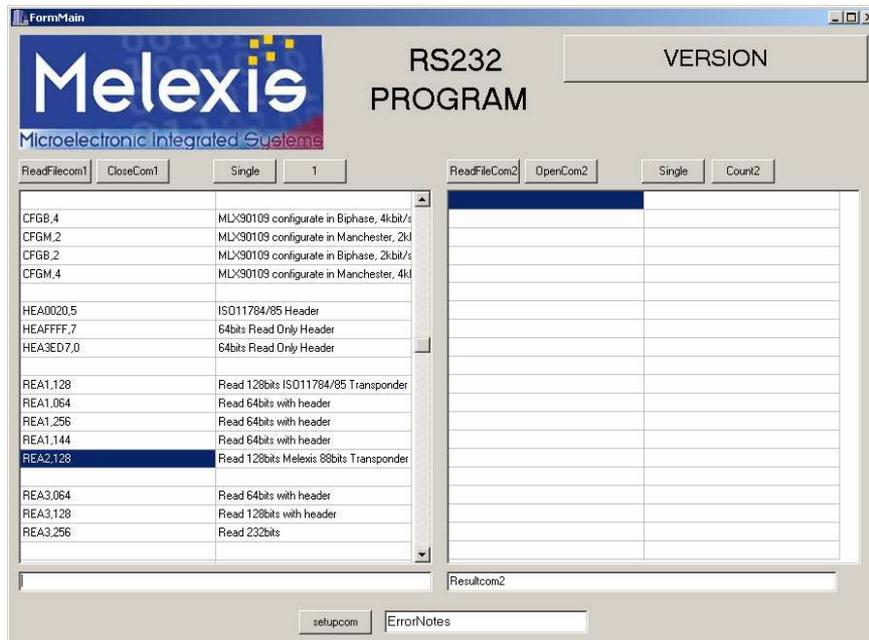 FormMain
Melexis
Microelectronic Integrated Systems
RS232
PROGRAM
VERSION
ReadFilecom1 CloseCom1 Single 1
ReadFileCom2 OpenCom2 Single Count2
CFGB,4 MLX90109 configurate in Biphase, 4kbit/s
CFGM,2 MLX90109 configurate in Manchester, 2kl
CFGB,2 MLX90109 configurate in Biphase, 2kbit/s
CFGM,4 MLX90109 configurate in Manchester, 4kl
HEA0020,5 ISO11784/85 Header
HEAFFFF,7 64bits Read Only Header
HEA3ED7,0 64bits Read Only Header
REA1,128 Read 128bits ISO11784/85 Transponder
REA1,064 Read 64bits with header
REA1,256 Read 64bits with header
REA1,144 Read 64bits with header
REA2,128 Read 128bits Melexis 88bits Transponder
REA3,064 Read 64bits with header
REA3,128 Read 128bits with header
REA3,256 Read 232bits
Resultcom2
setupcom ErrorNotes